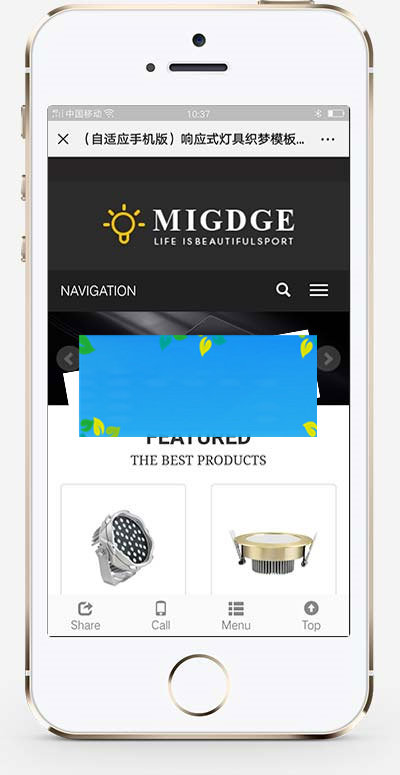 中国移动
10:37
（自适应手机版）响应式灯具织梦模板...
MIGDGE
LIFE ISBEAUTIFULSPORT
NAVIGATION
FEATURED
THE BEST PRODUCTS
Share Call Menu Top